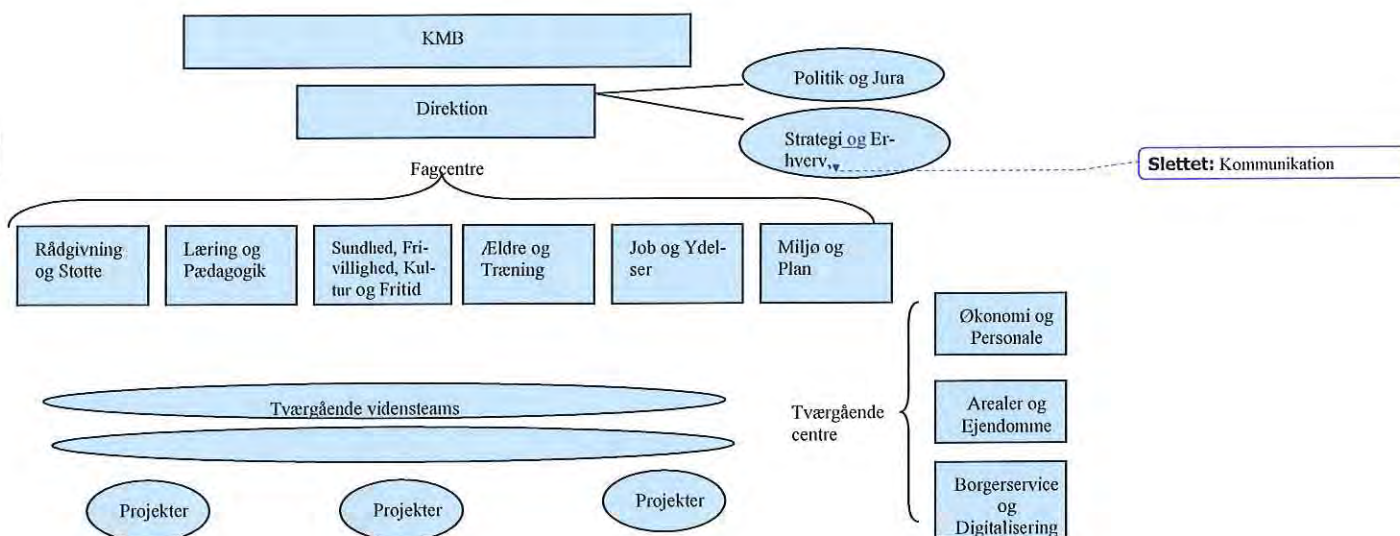 KMB
Politik og Jura
Direktion
Strategi og Er-
hverv,
Slettet: Kommunikation
Fagcentre
Rådgivning
og Støtte
Læring og
Pædagogik
Sundhed, Fri-
villighed, Kul-
tur og Fritid
Ældre og
Træning
Job og Ydel-
ser
Miljø og
Plan
Økonomi og
Personale
Tværgående vidensteams
Tværgående
centre
Arealer og
Ejendomme
Borgerservice
og
Digitalisering
Projekter
Projekter
Projekter